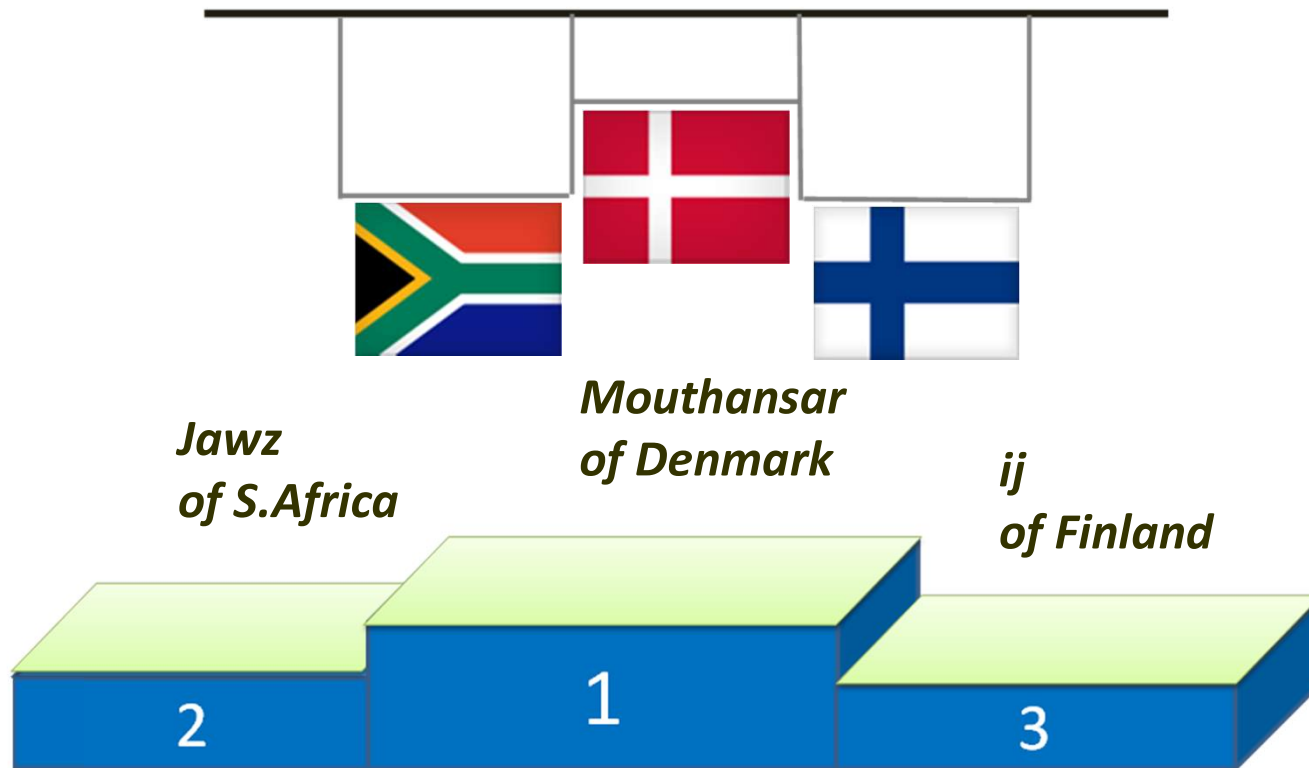 Mouthansar
of Denmark
Jawz
of S.Africa
ij
of Finland
2
1
3